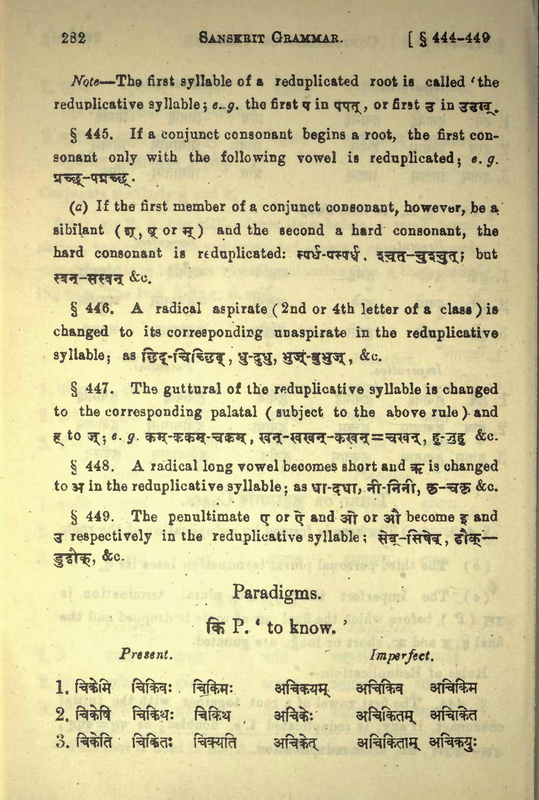 282 SANSKRIT GRAMMAR. [ § 444-449
Note—The first syllable of a reduplicated root is called ‘the
reduplicative syllable; e. g. the first प in पपत्, or first उ in उउख्.
§ 445. If a conjunct consonant begins a root, the first con-
sonant only with the following vowel is reduplicated; e. g.
प्रच्छ्-पप्रच्छ्.
(a) If the first member of a conjunct consonant, however, be a
sibilant (श्, ष् or स्) and the second a hard consonant, the
hard consonant is reduplicated: स्पर्ध-पस्पर्ध, श्चुत्-चुश्चुत्; but
स्वन्-सस्वन् &c.
§ 446. A radical aspirate (2nd or 4th letter of a class) is
changed to its corresponding unaspirate in the reduplicative
syllable; as छिद्-चिच्छिद्, धु-दुधु, भुज्-बुभुज्, &c.
§ 447. The guttural of the reduplicative syllable is changed
to the corresponding palatal (subject to the above rule) and
ह् to ज्; e. g. कम्-ककम्-चकम्, खन्-खखन्-कखन्=चखन्, हु-जुहु &c.
§ 448. A radical long vowel becomes short and ऋ is changed
to अ in the reduplicative syllable; as धा-दधा, नी-निनी, कृ-चकृ &c.
§ 449. The penultimate ए or ऐ and ओ or औ become इ and
उ respectively in the reduplicative syllable; सेव्-सिषेव्, ढौक्—
डुढौक्, &c.
Paradigms.
कि P. ‘ to know. ’
Present. Imperfect.
1. चिकेमि चिकिवः चिकिमः अचिकयम् अचिकिव अचिकिम
2. चिकेषि चिकिथः चिकिथ अचिकेः अचिकितम् अचिकित
3. चिकेति चिकितः चिक्यति अचिकेत् अचिकिताम् अचिकयुः